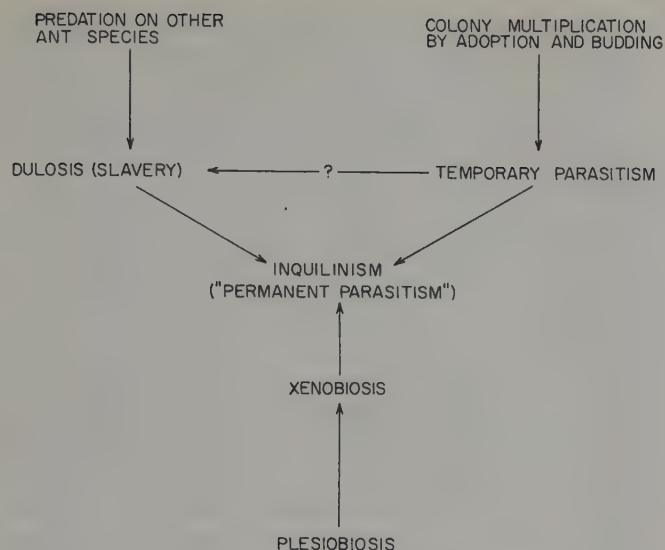 PREDATION ON OTHER
ANT SPECIES
COLONY MULTIPLICATION
BY ADOPTION AND BUDDING
DULOSIS (SLAVERY)
?
TEMPORARY PARASITISM
INQUILINISM
("PERMANENT PARASITISM")
XENOBIOSIS
PLESIOBIOSIS